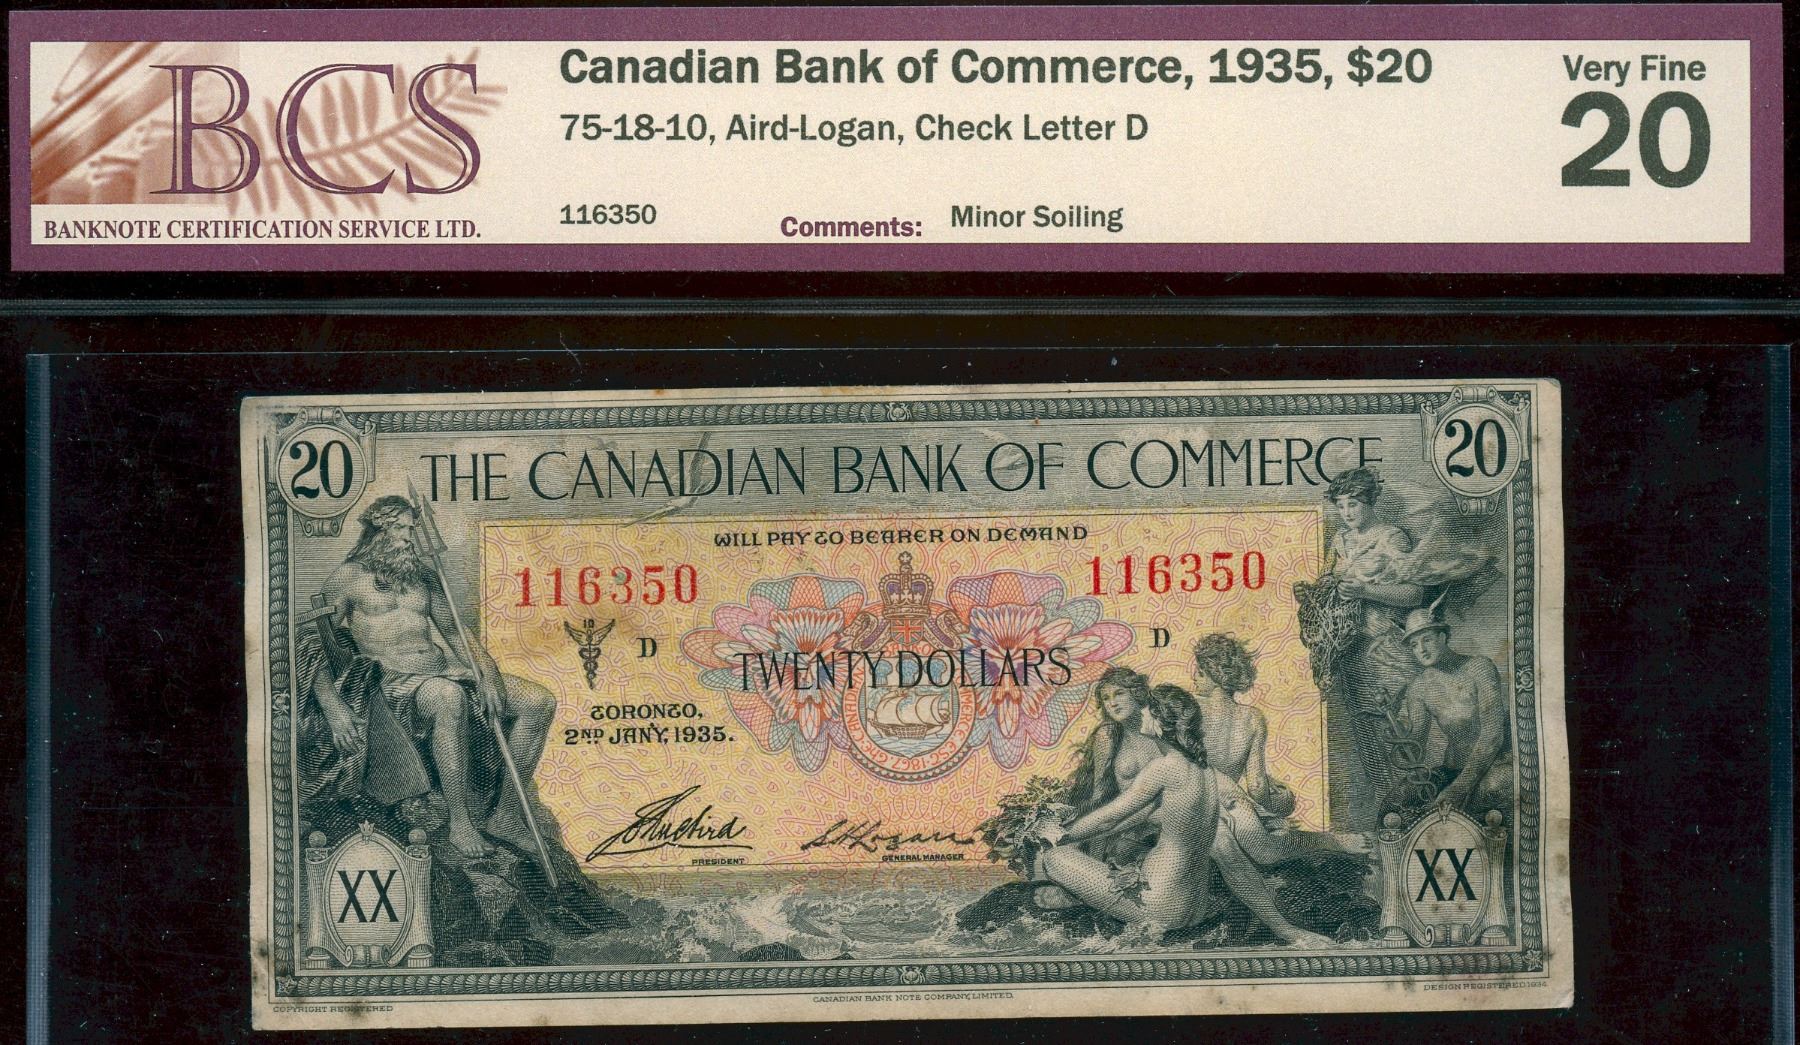 BCS
BANKNOTE CERTIFICATION SERVICE LTD.
Canadian Bank of Commerce, 1935, $20
75-18-10, Aird-Logan, Check Letter D
116350
Comments: Minor Soiling
Very Fine
20
20
THE CANADIAN BANK OF COMMERCE
20
WILL PAY TO BEARER ON DEMAND
116350
116350
10
D
D
TWENTY DOLLARS
TORONTO,
2ND JANY, 1935.
PRESIDENT
S H Logan
GENERAL MANAGER
XX
XX
COPYRIGHT REGISTERED
CANADIAN BANK NOTE COMPANY, LIMITED.
DESIGN REGISTERED 1934